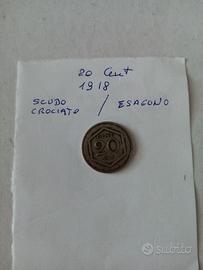 20 Cent
1918
SCUDO / ESAGONO
CROCIATO
20
subito